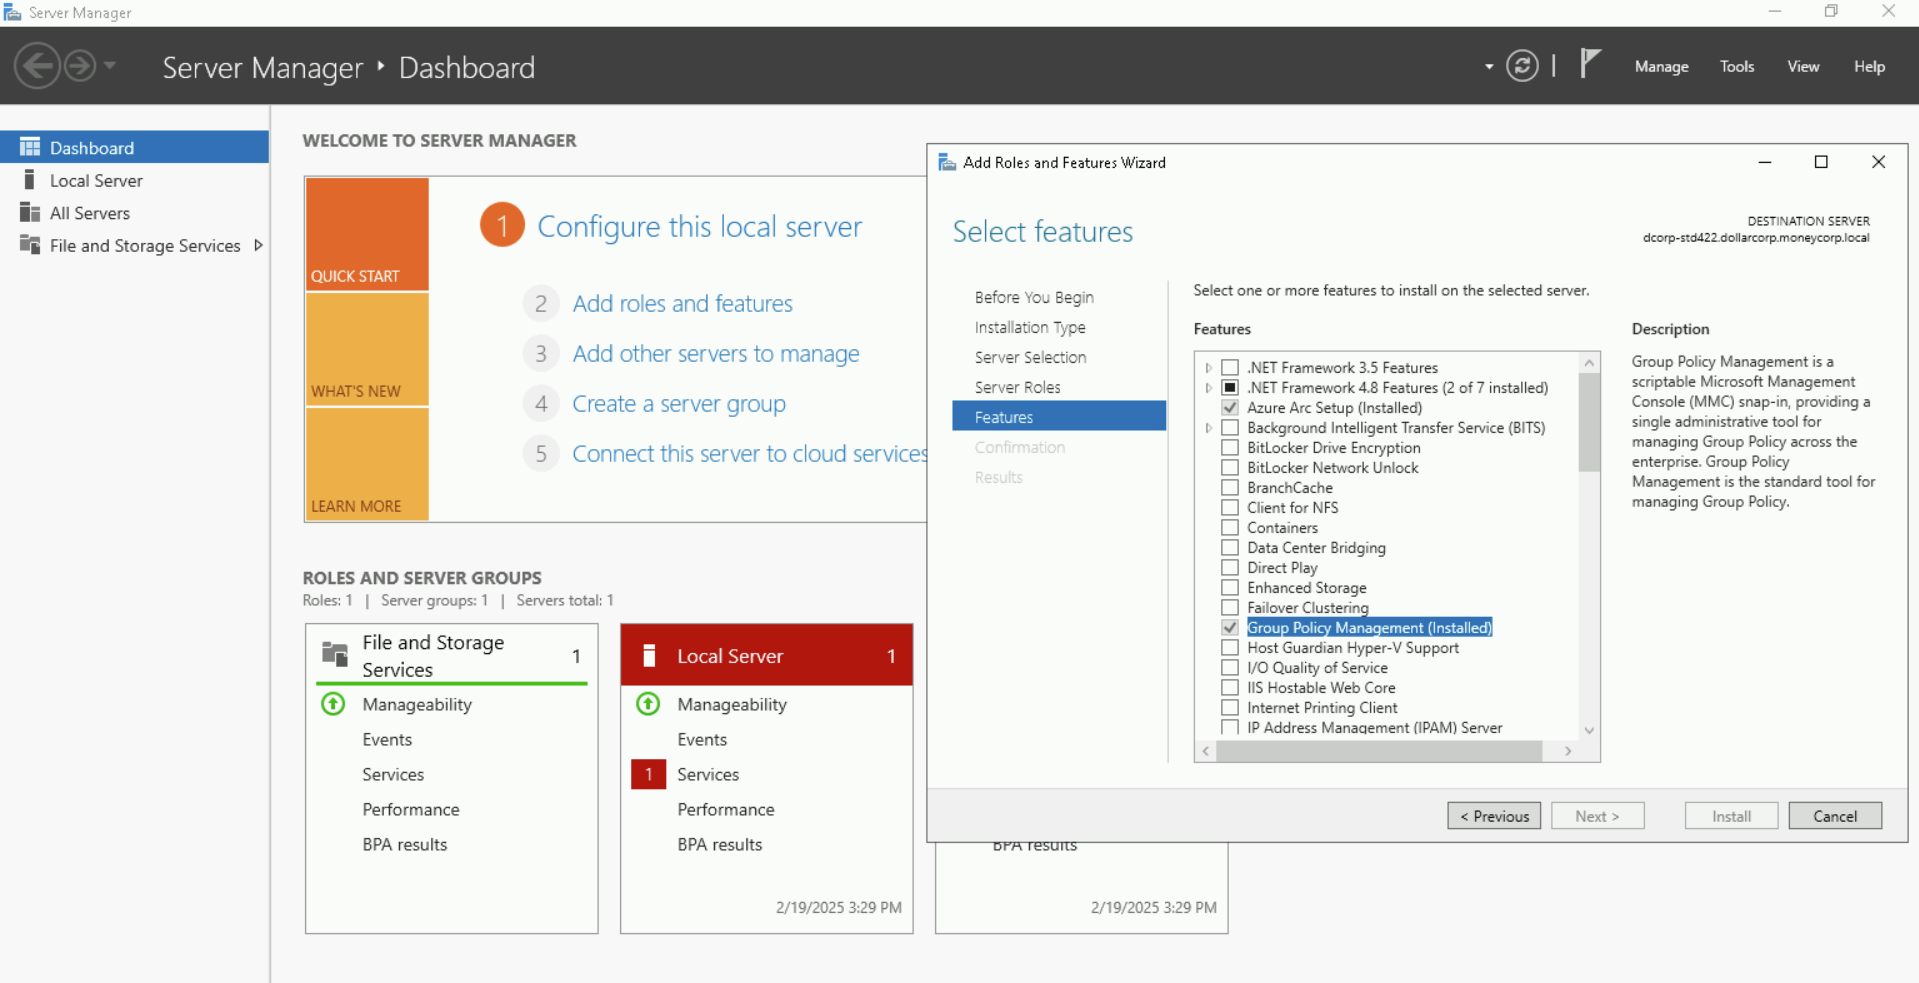 Server Manager
Server Manager ‣ Dashboard
Manage
Tools
View
Help
Dashboard
Local Server
All Servers
File and Storage Services
WELCOME TO SERVER MANAGER
QUICK START
WHAT'S NEW
LEARN MORE
1 Configure this local server
2 Add roles and features
3 Add other servers to manage
4 Create a server group
5 Connect this server to cloud services
ROLES AND SERVER GROUPS
Roles: 1 | Server groups: 1 | Servers total: 1
File and Storage
Services 1
Manageability
Events
Services
Performance
BPA results
Local Server 1
Manageability
Events
1 Services
Performance
BPA results
2/19/2025 3:29 PM
BPA results
2/19/2025 3:29 PM
Add Roles and Features Wizard
Select features
DESTINATION SERVER
dcorp-std422.dollarcorp.moneycorp.local
Before You Begin
Installation Type
Server Selection
Server Roles
Features
Confirmation
Results
Select one or more features to install on the selected server.
Features
.NET Framework 3.5 Features
.NET Framework 4.8 Features (2 of 7 installed)
Azure Arc Setup (Installed)
Background Intelligent Transfer Service (BITS)
BitLocker Drive Encryption
BitLocker Network Unlock
BranchCache
Client for NFS
Containers
Data Center Bridging
Direct Play
Enhanced Storage
Failover Clustering
Group Policy Management (Installed)
Host Guardian Hyper-V Support
I/O Quality of Service
IIS Hostable Web Core
Internet Printing Client
IP Address Management (IPAM) Server
Description
Group Policy Management is a
scriptable Microsoft Management
Console (MMC) snap-in, providing a
single administrative tool for
managing Group Policy across the
enterprise. Group Policy
Management is the standard tool for
managing Group Policy.
< Previous
Next >
Install
Cancel